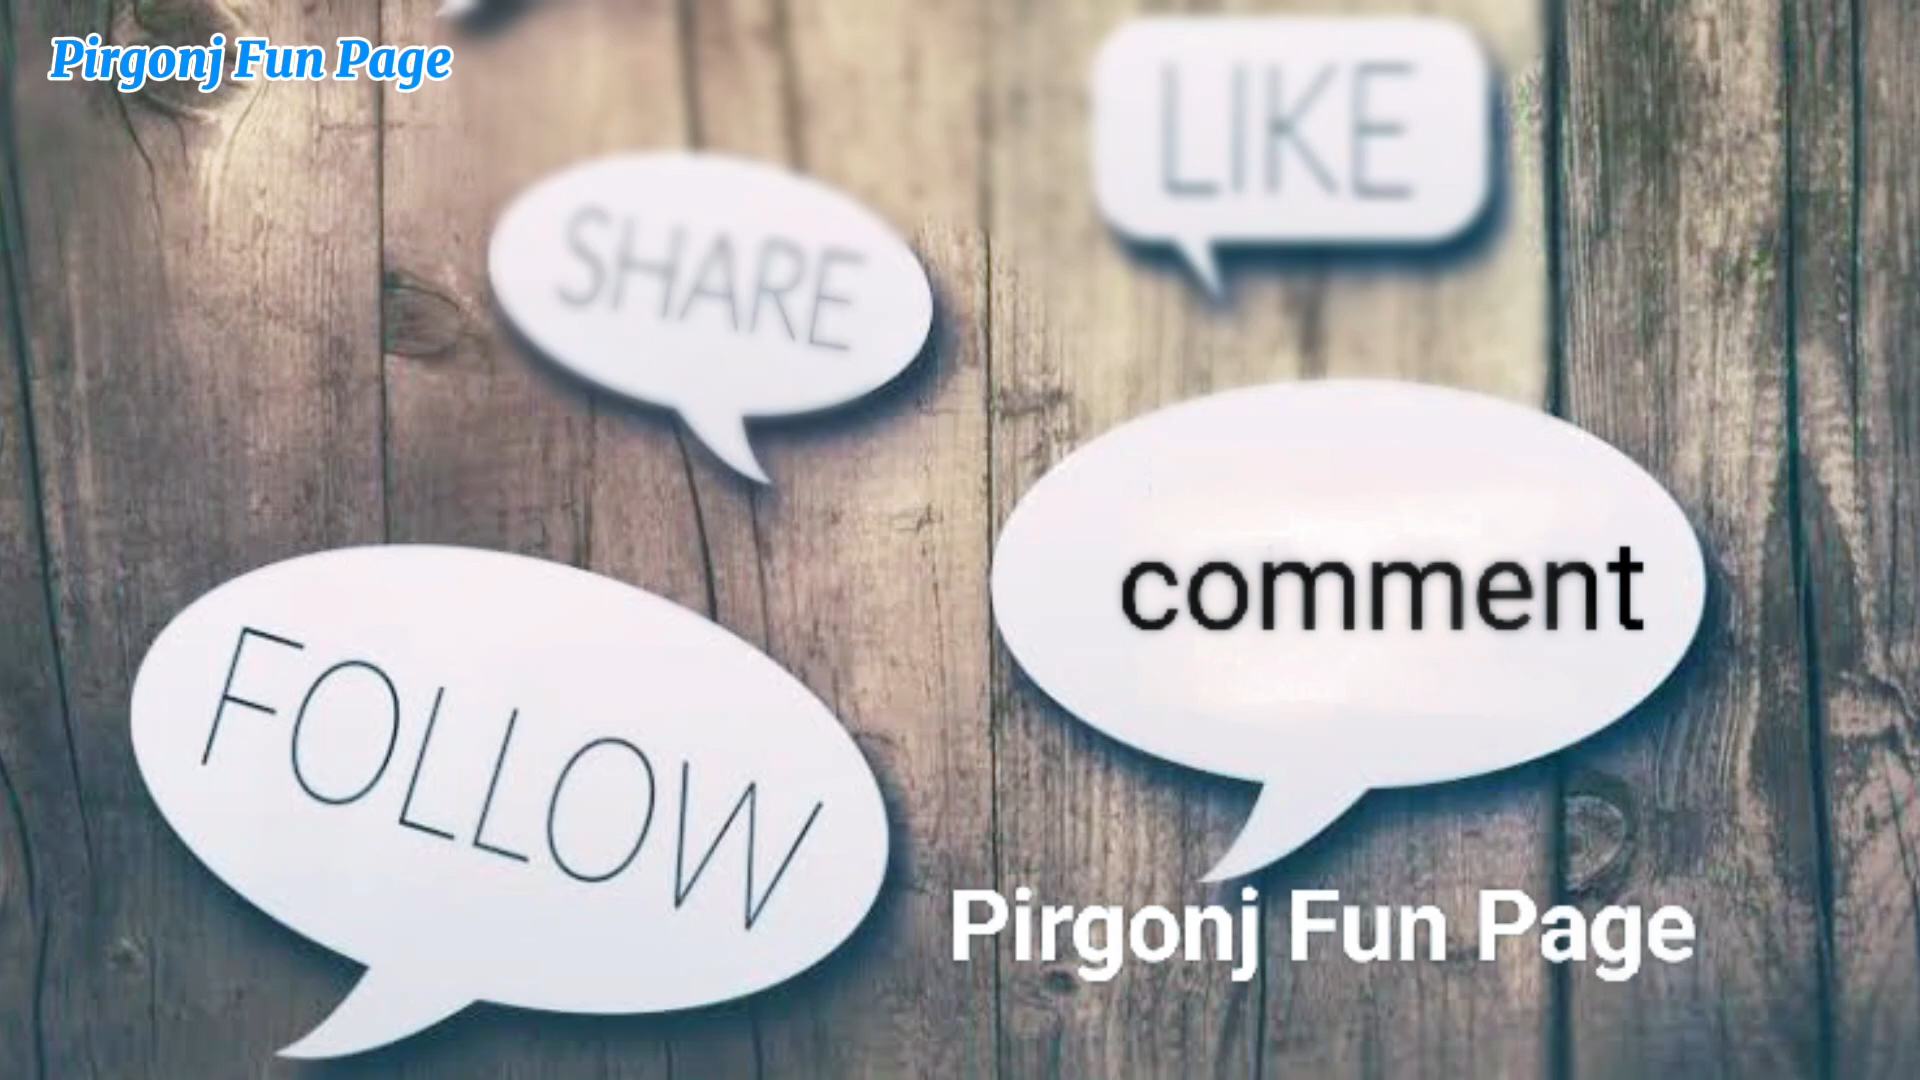 Pirgonj Fun Page
LIKE
SHARE
comment
FOLLOW
Pirgonj Fun Page